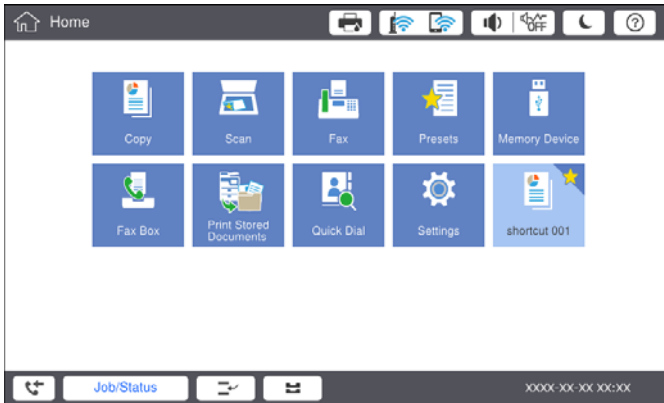 Home
OFF
Copy
Scan
Fax
Presets
Memory Device
Fax Box
Print Stored
Documents
Quick Dial
Settings
shortcut 001
Job/Status
XXXX-XX-XX XX:XX